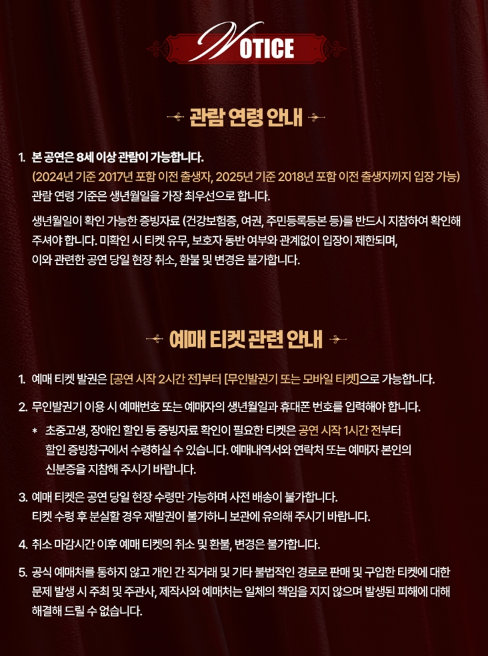 NOTICE
관람 연령 안내
1. 본 공연은 8세 이상 관람이 가능합니다.
(2024년 기준 2017년 포함 이전 출생자, 2025년 기준 2018년 포함 이전 출생자까지 입장 가능)
관람 연령 기준은 생년월일을 가장 최우선으로 합니다.
생년월일이 확인 가능한 증빙자료 (건강보험증, 여권, 주민등록등본 등)를 반드시 지참하여 확인해
주셔야 합니다. 미확인 시 티켓 유무, 보호자 동반 여부와 관계없이 입장이 제한되며,
이와 관련한 공연 당일 현장 취소, 환불 및 변경은 불가합니다.
예매 티켓 관련 안내
1. 예매 티켓 발권은 [공연 시작 2시간 전]부터 [무인발권기 또는 모바일 티켓]으로 가능합니다.
2. 무인발권기 이용 시 예매번호 또는 예매자의 생년월일과 휴대폰 번호를 입력해야 합니다.
* 초중고생, 장애인 할인 등 증빙자료 확인이 필요한 티켓은 공연 시작 1시간 전부터
할인 증빙창구에서 수령하실 수 있습니다. 예매내역서와 연락처 또는 예매자 본인의
신분증을 지참해 주시기 바랍니다.
3. 예매 티켓은 공연 당일 현장 수령만 가능하며 사전 배송이 불가합니다.
티켓 수령 후 분실할 경우 재발권이 불가하니 보관에 유의해 주시기 바랍니다.
4. 취소 마감시간 이후 예매 티켓의 취소 및 환불, 변경은 불가합니다.
5. 공식 예매처를 통하지 않고 개인 간 직거래 및 기타 불법적인 경로로 판매 및 구입한 티켓에 대한
문제 발생 시 주최 및 주관사, 제작사와 예매처는 일체의 책임을 지지 않으며 발생된 피해에 대해
해결해 드릴 수 없습니다.